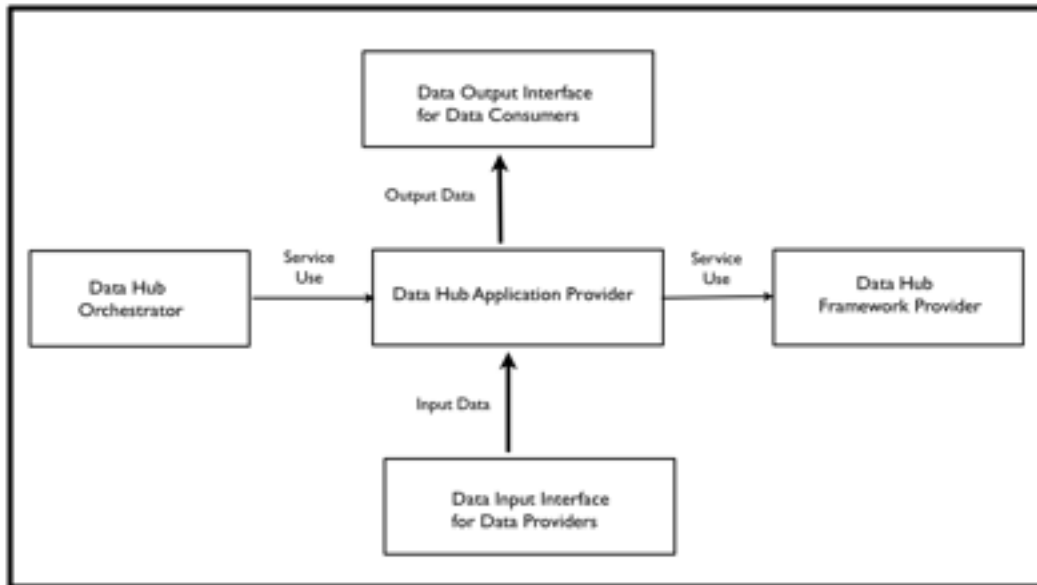 Data Output Interface
for Data Consumers
Output Data
Service
Use
Service
Use
Data Hub
Orchestrator
Data Hub Application Provider
Data Hub
Framework Provider
Input Data
Data Input Interface
for Data Providers